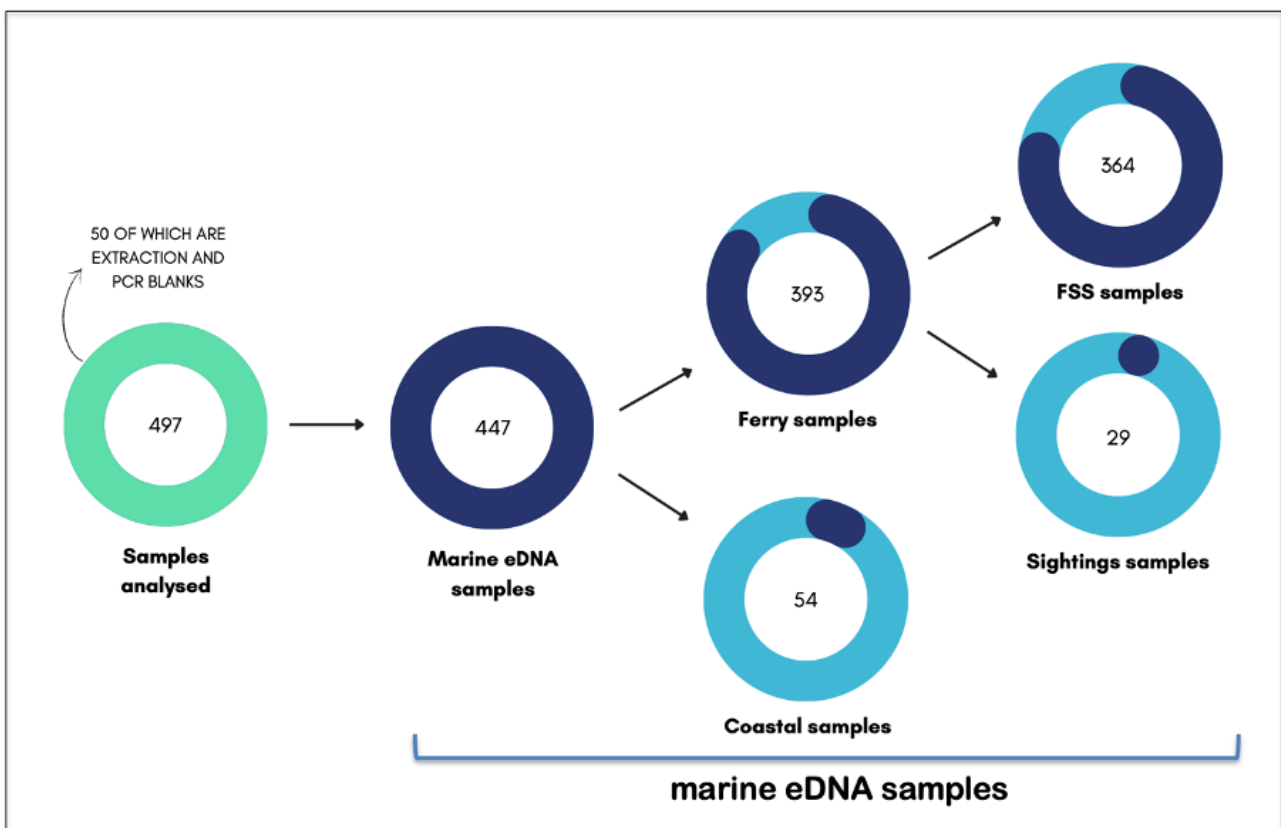 50 OF WHICH ARE
EXTRACTION AND
PCR BLANKS
497
Samples
analysed
447
Marine eDNA
samples
393
Ferry samples
54
Coastal samples
364
FSS samples
29
Sightings samples
marine eDNA samples